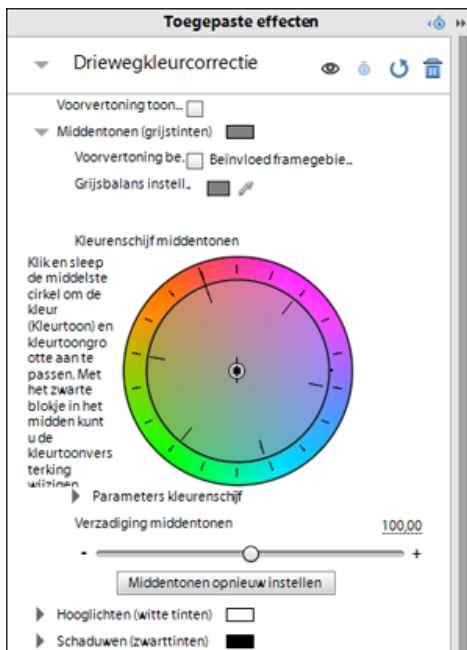 Toegepaste effecten
Driewegkleurcorrectie
Voorvertoning toon...
Middentonen (grijstinten)
Voorvertoning be. Beïnvloed framegebie...
Grijsbalans instell..
Kleurenschijf middentonen
Klik en sleep
de middelste
cirkel om de
kleur
(Kleurtoon) en
kleurtoongro
otte aan te
passen. Met
het zwarte
blokje in het
midden kunt
u de
kleurtoonvers
terking
wijzigen
Parameters kleurenschijf
Verzadiging middentonen 100,00
- +
Middentonen opnieuw instellen
Hooglichten (witte tinten)
Schaduwen (zwarttinten)